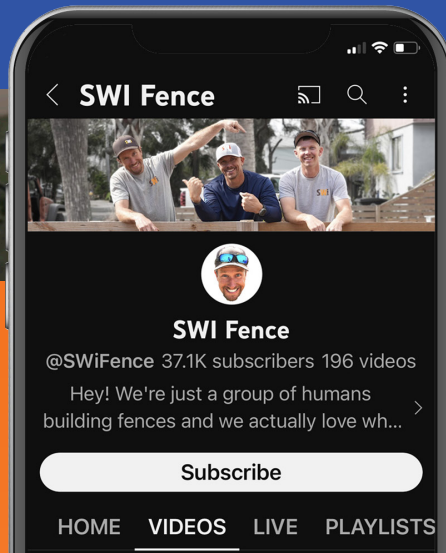 SWI Fence
SWI Fence
@SWiFence 37.1K subscribers 196 videos
Hey! We're just a group of humans
building fences and we actually love wh...
Subscribe
HOME VIDEOS LIVE PLAYLISTS